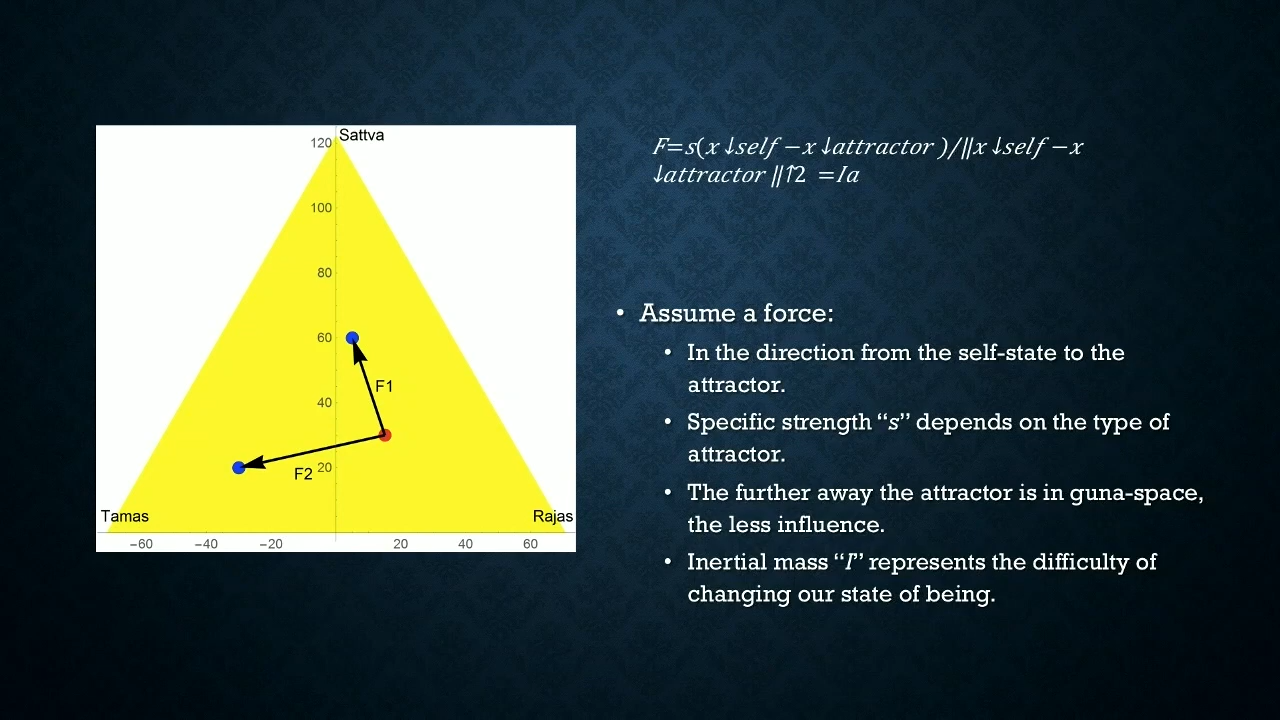 Sattva
120
100
80
60
F1
40
F2
20
Tamas
Rajas
−60
−40
−20
20
40
60
F=s(x↓self −x↓attractor )/‖x↓self −x
↓attractor ‖↑2 =Ia
• Assume a force:
• In the direction from the self-state to the
attractor.
• Specific strength “s” depends on the type of
attractor.
• The further away the attractor is in guna-space,
the less influence.
• Inertial mass “I” represents the difficulty of
changing our state of being.